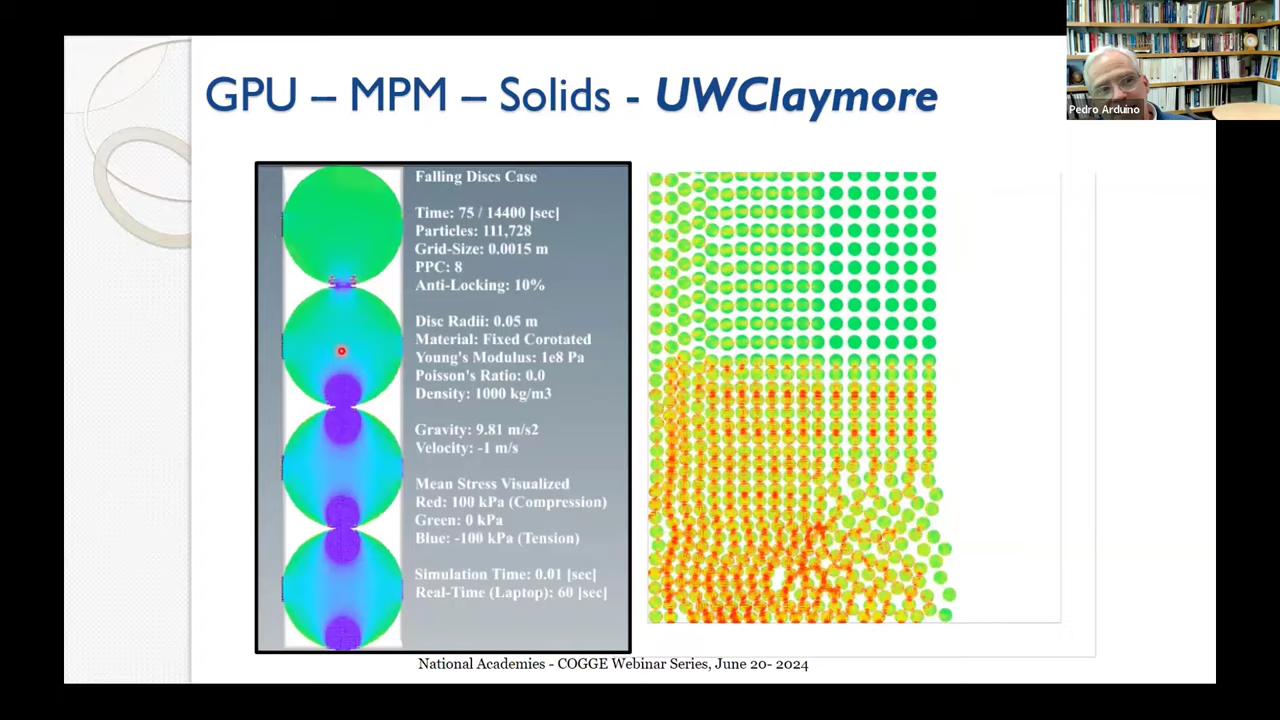 GPU – MPM – Solids - UWClaymore
Pedro Arduino
Falling Discs Case
Time: 75 / 14400 [sec]
Particles: 111,728
Grid-Size: 0.0015 m
PPC: 8
Anti-Locking: 10%
Disc Radii: 0.05 m
Material: Fixed Corotated
Young's Modulus: 1e8 Pa
Poisson's Ratio: 0.0
Density: 1000 kg/m3
Gravity: 9.81 m/s2
Velocity: -1 m/s
Mean Stress Visualized
Red: 100 kPa (Compression)
Green: 0 kPa
Blue: -100 kPa (Tension)
Simulation Time: 0.01 [sec]
Real-Time (Laptop): 60 [sec]
National Academies - COGGE Webinar Series, June 20- 2024